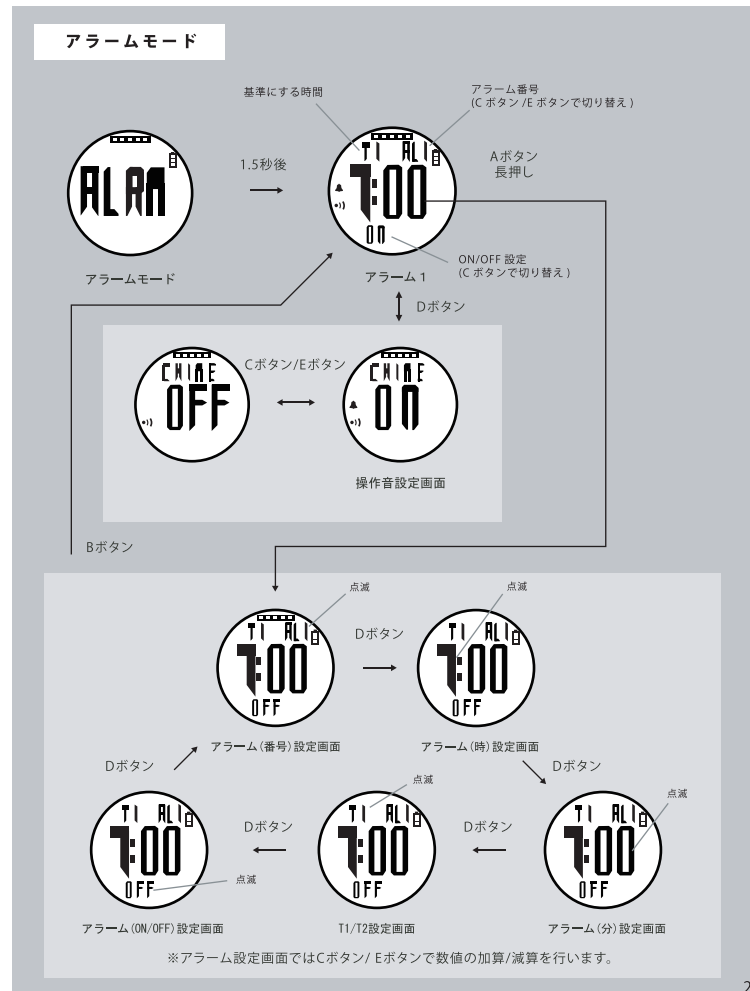 アラームモード
基準にする時間
アラーム番号
(C ボタン /E ボタンで切り替え )
ALRM
1.5秒後
T1 AL1
7:00
ON
Aボタン
長押し
ON/OFF 設定
(C ボタンで切り替え )
アラームモード
アラーム 1
Dボタン
CHIME
OFF
Cボタン/Eボタン
CHIME
ON
操作音設定画面
Bボタン
点滅
点滅
T1 AL1
7:00
OFF
Dボタン
T1 AL1
7:00
OFF
アラーム(番号)設定画面
アラーム(時)設定画面
Dボタン
Dボタン
点滅
点滅
T1 AL1
7:00
OFF
点滅
Dボタン
T1 AL1
7:00
OFF
Dボタン
T1 AL1
7:00
OFF
アラーム(ON/OFF)設定画面
T1/T2設定画面
アラーム(分)設定画面
※アラーム設定画面ではCボタン/ Eボタンで数値の加算/減算を行います。